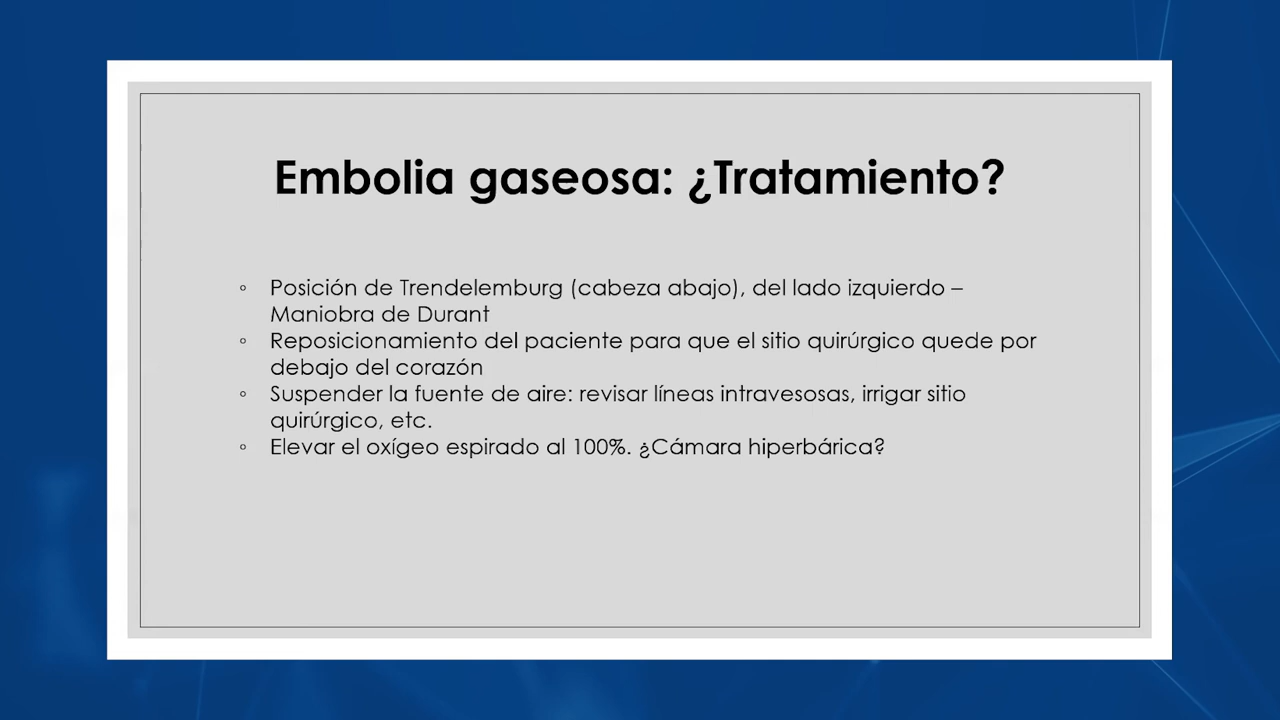 Embolia gaseosa: ¿Tratamiento?
◦ Posición de Trendelemburg (cabeza abajo), del lado izquierdo –
Maniobra de Durant
◦ Reposicionamiento del paciente para que el sitio quirúrgico quede por
debajo del corazón
◦ Suspender la fuente de aire: revisar líneas intravesosas, irrigar sitio
quirúrgico, etc.
◦ Elevar el oxígeo espirado al 100%. ¿Cámara hiperbárica?